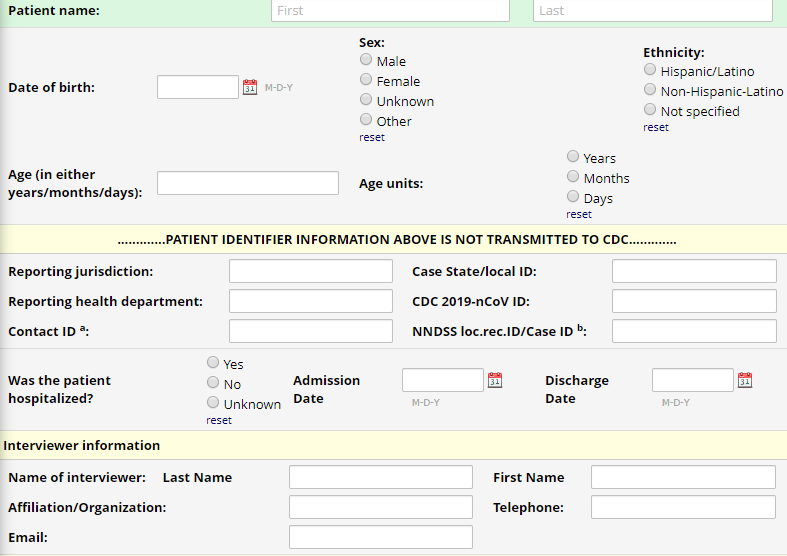 Patient name: First Last
Sex:
Male
Ethnicity:
Hispanic/Latino
Female
Date of birth: 31 M-D-Y
Non-Hispanic-Latino
Unknown
Not specified
Other
reset
reset
Years
Age (in either
years/months/days):
Age units:
Months
Days
reset
.............PATIENT IDENTIFIER INFORMATION ABOVE IS NOT TRANSMITTED TO CDC.............
Reporting jurisdiction: Case State/local ID:
Reporting health department: CDC 2019-nCoV ID:
Contact ID a: NNDSS loc.rec.ID/Case ID b:
Yes
Was the patient
hospitalized?
No
Unknown
reset
Admission
Date
31
M-D-Y
Discharge
Date
31
M-D-Y
Interviewer information
Name of interviewer: Last Name First Name
Affiliation/Organization: Telephone:
Email: